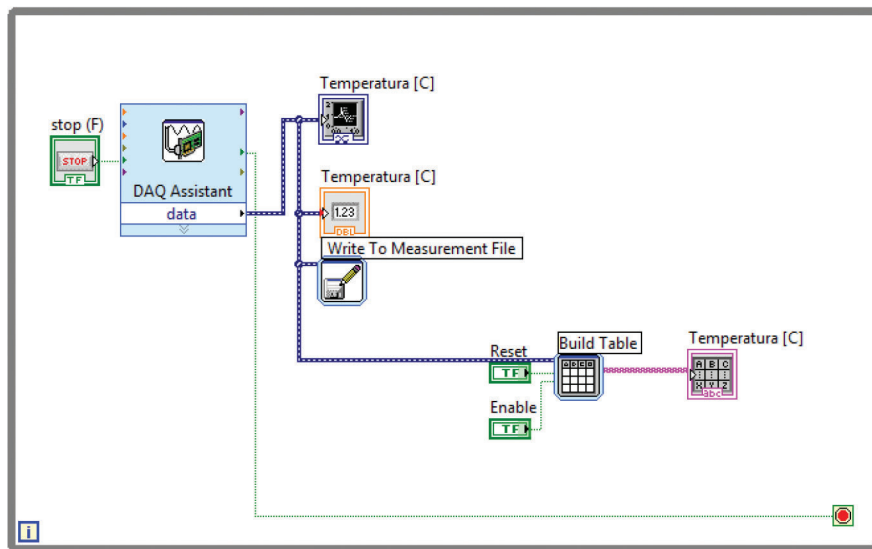 Temperatura [C]
stop (F)
STOP
TF
DAQ Assistant
data
Temperatura [C]
1.23
DBL
Write To Measurement File
Reset
TF
Build Table
Temperatura [C]
A B C
X Y Z
abc
Enable
TF
i